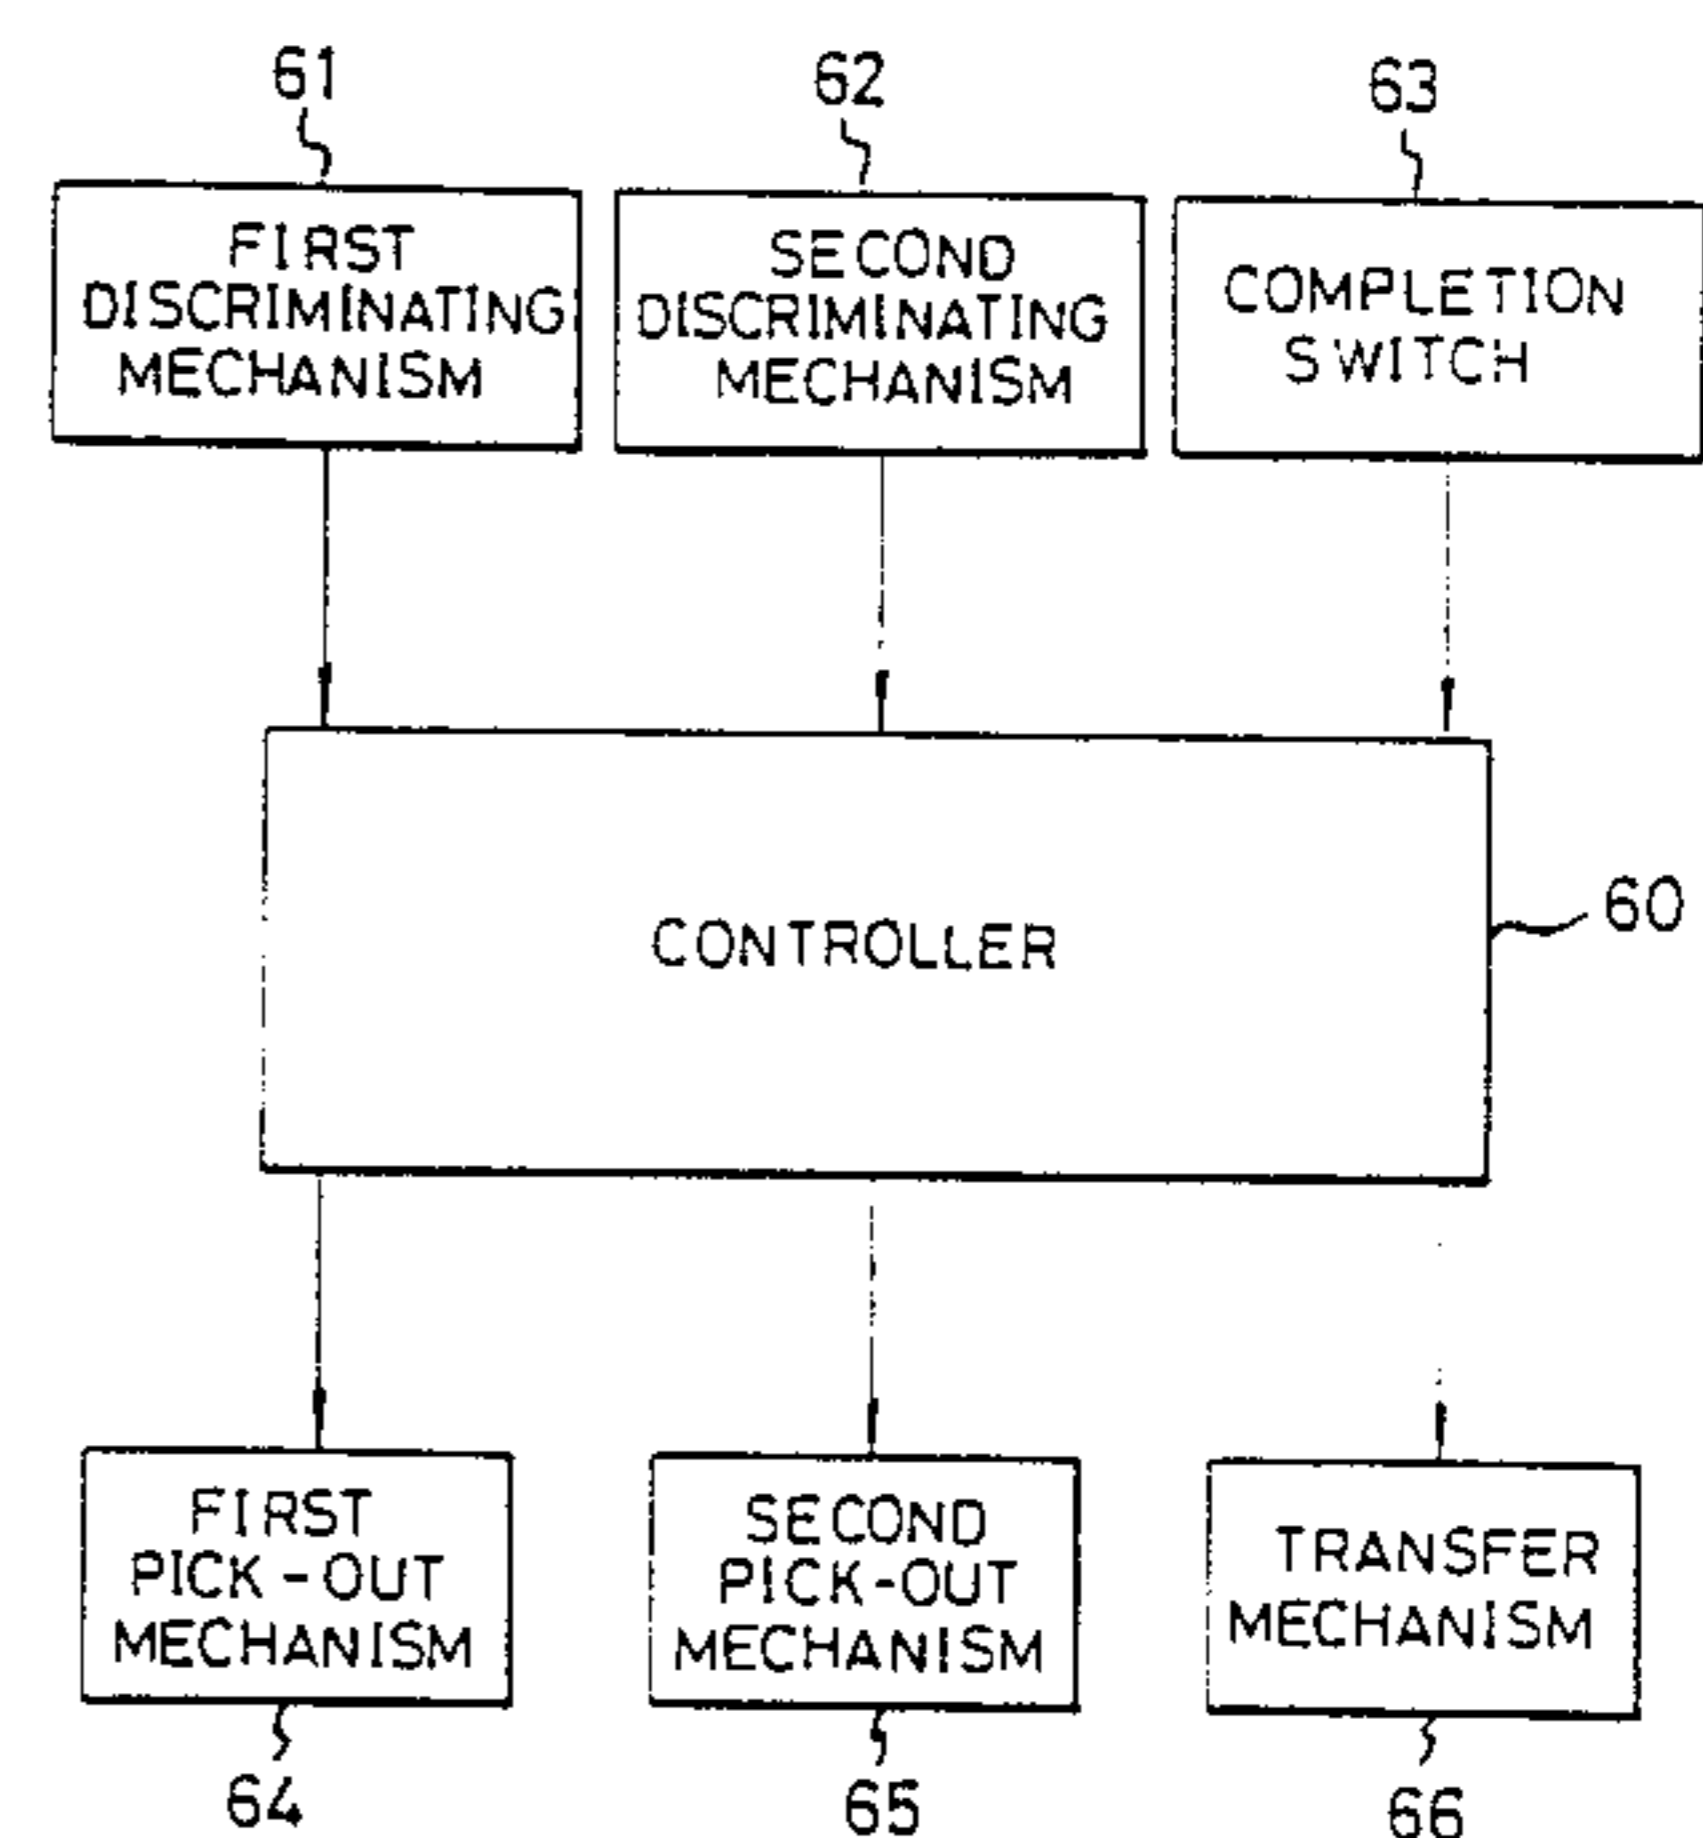 61
62
63
FIRST
DISCRIMINATING
MECHANISM
SECOND
DISCRIMINATING
MECHANISM
COMPLETION
SWITCH
CONTROLLER
60
FIRST
PICK-OUT
MECHANISM
SECOND
PICK-OUT
MECHANISM
TRANSFER
MECHANISM
64
65
66